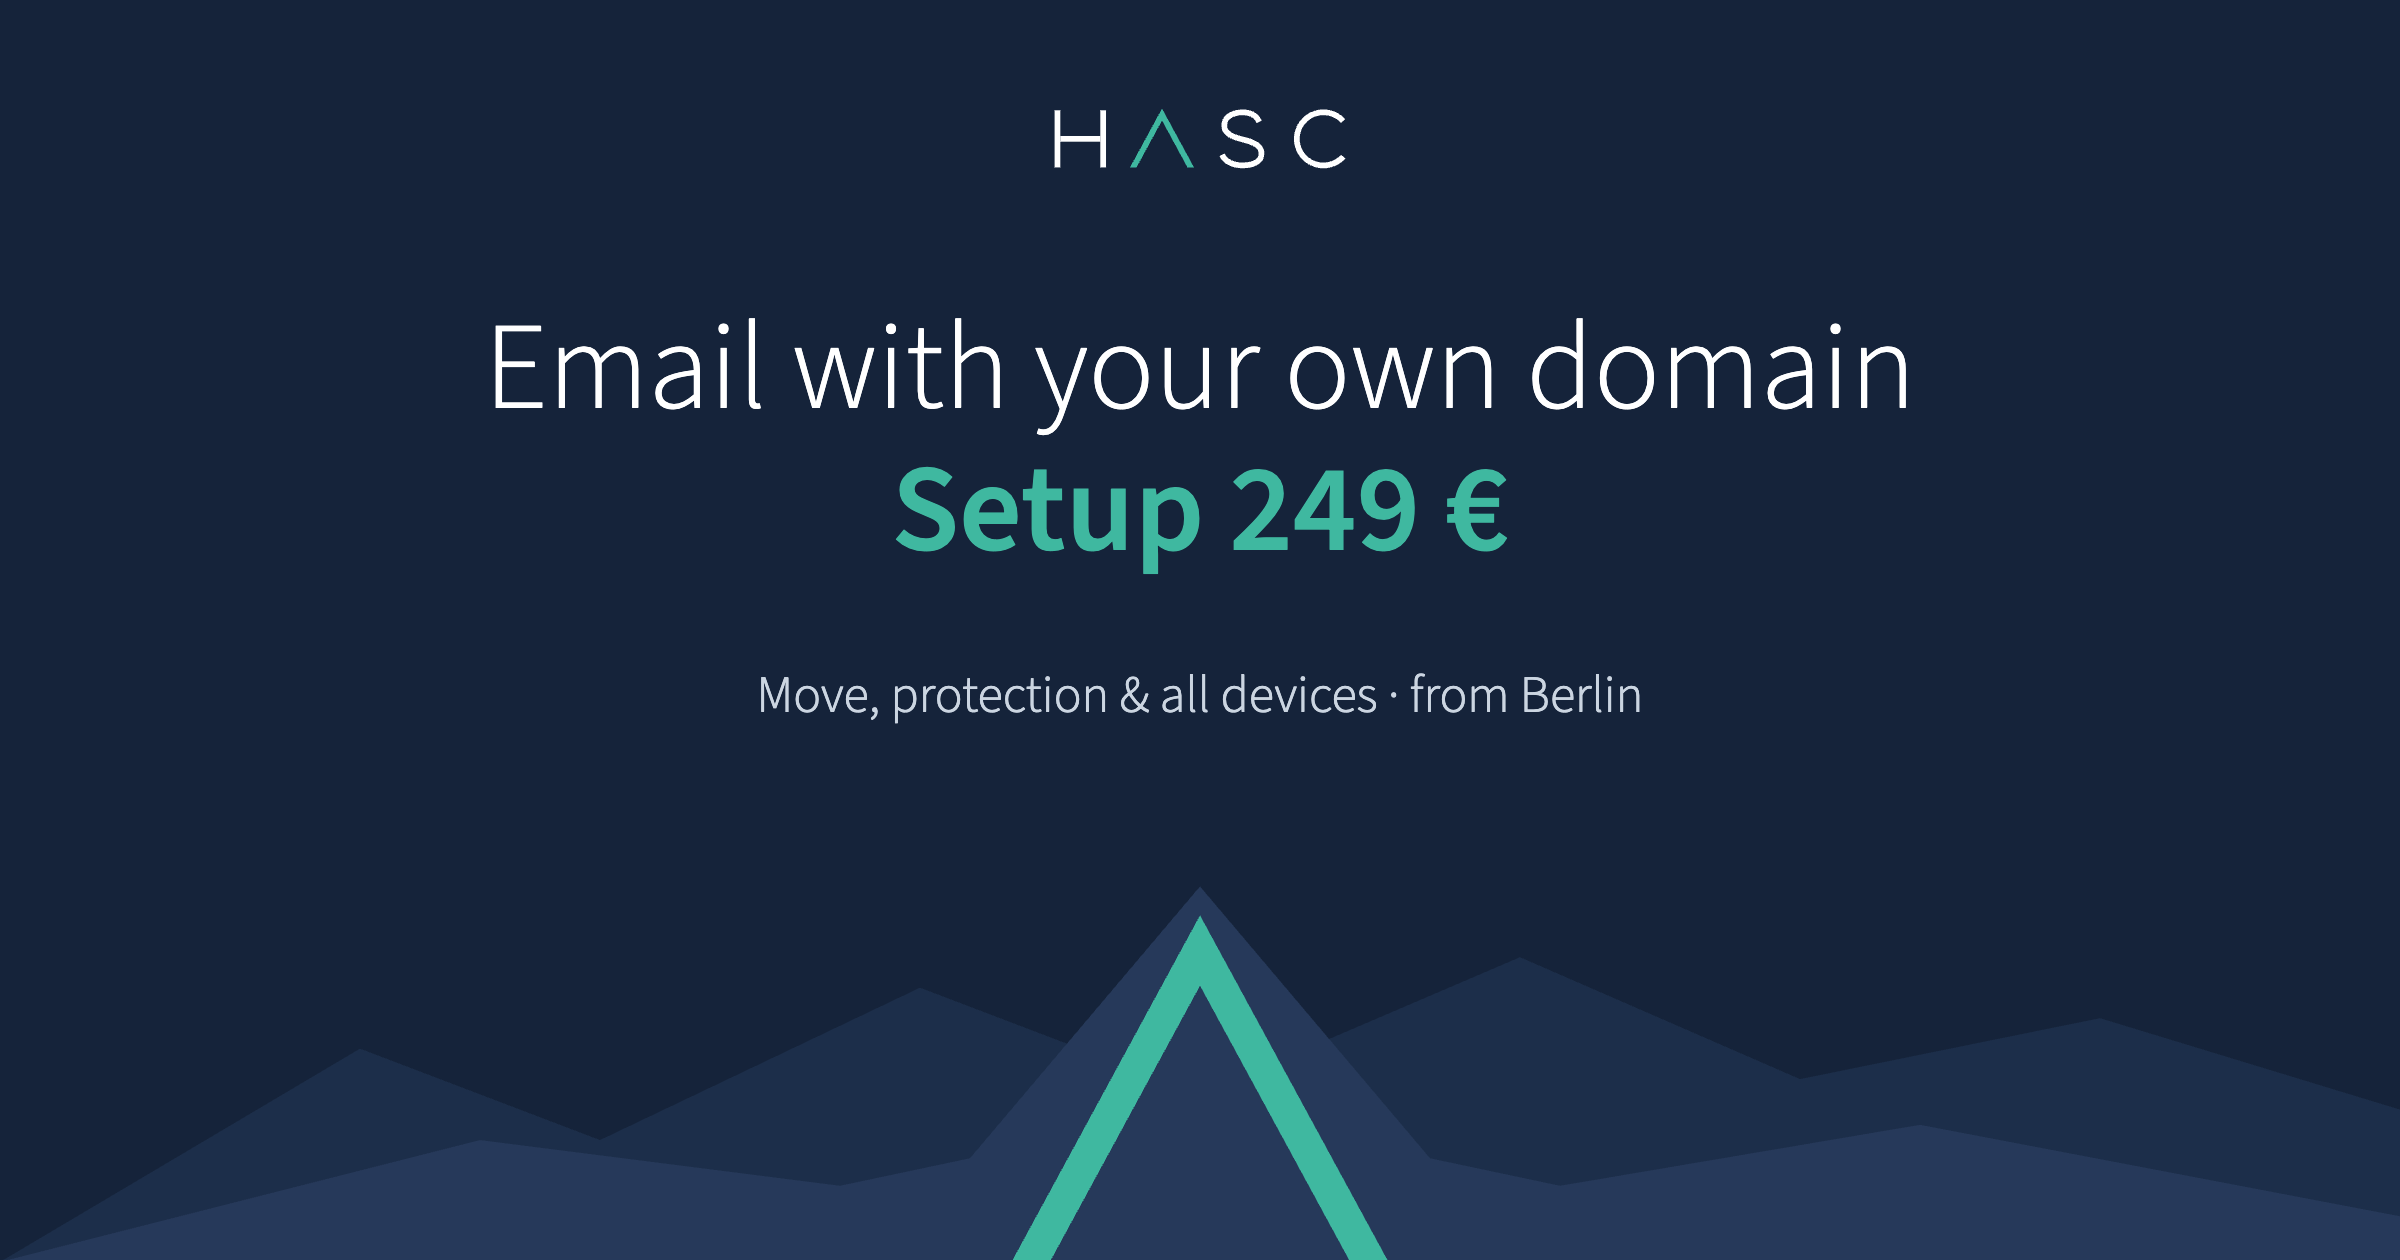 HASC
Email with your own domain
Setup 249 €
Move, protection & all devices · from Berlin